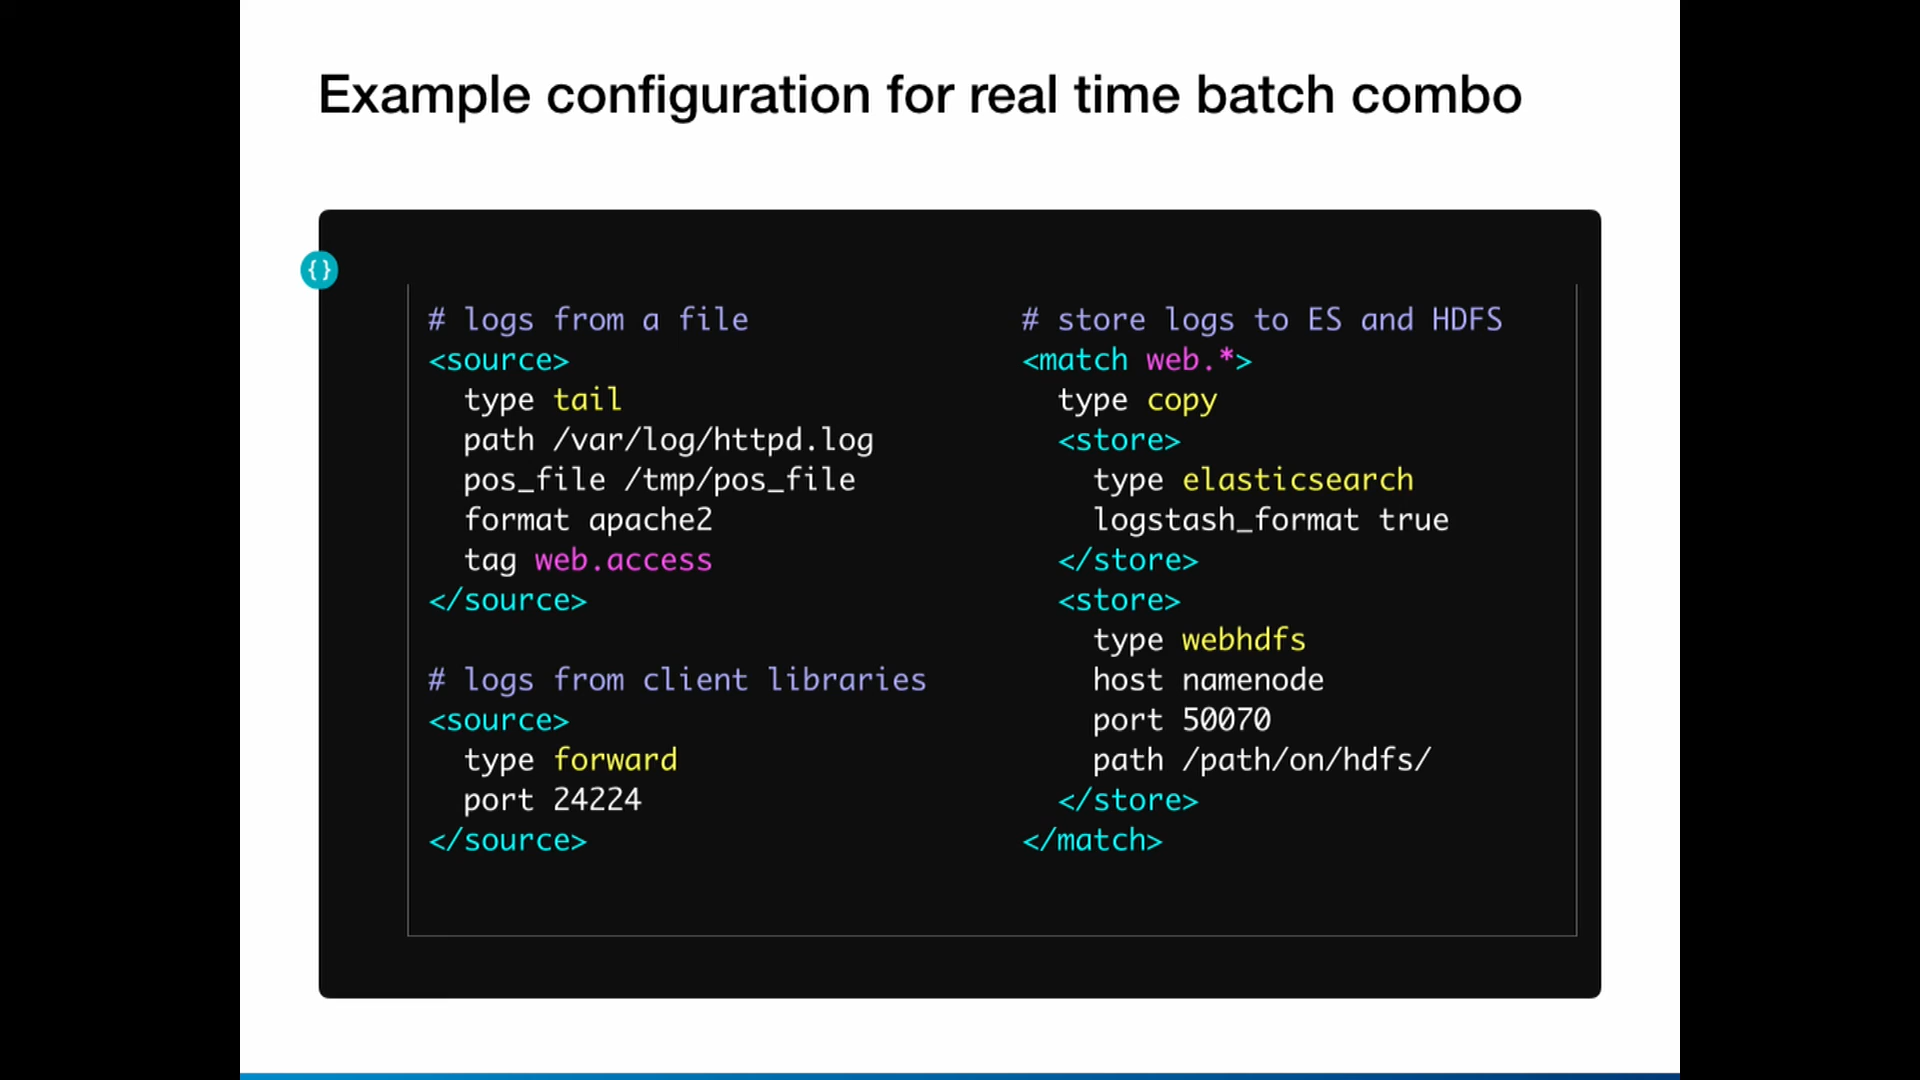 Example configuration for real time batch combo
{}
# logs from a file
<source>
  type tail
  path /var/log/httpd.log
  pos_file /tmp/pos_file
  format apache2
  tag web.access
</source>

# logs from client libraries
<source>
  type forward
  port 24224
</source>

# store logs to ES and HDFS
<match web.*>
  type copy
  <store>
    type elasticsearch
    logstash_format true
  </store>
  <store>
    type webhdfs
    host namenode
    port 50070
    path /path/on/hdfs/
  </store>
</match>